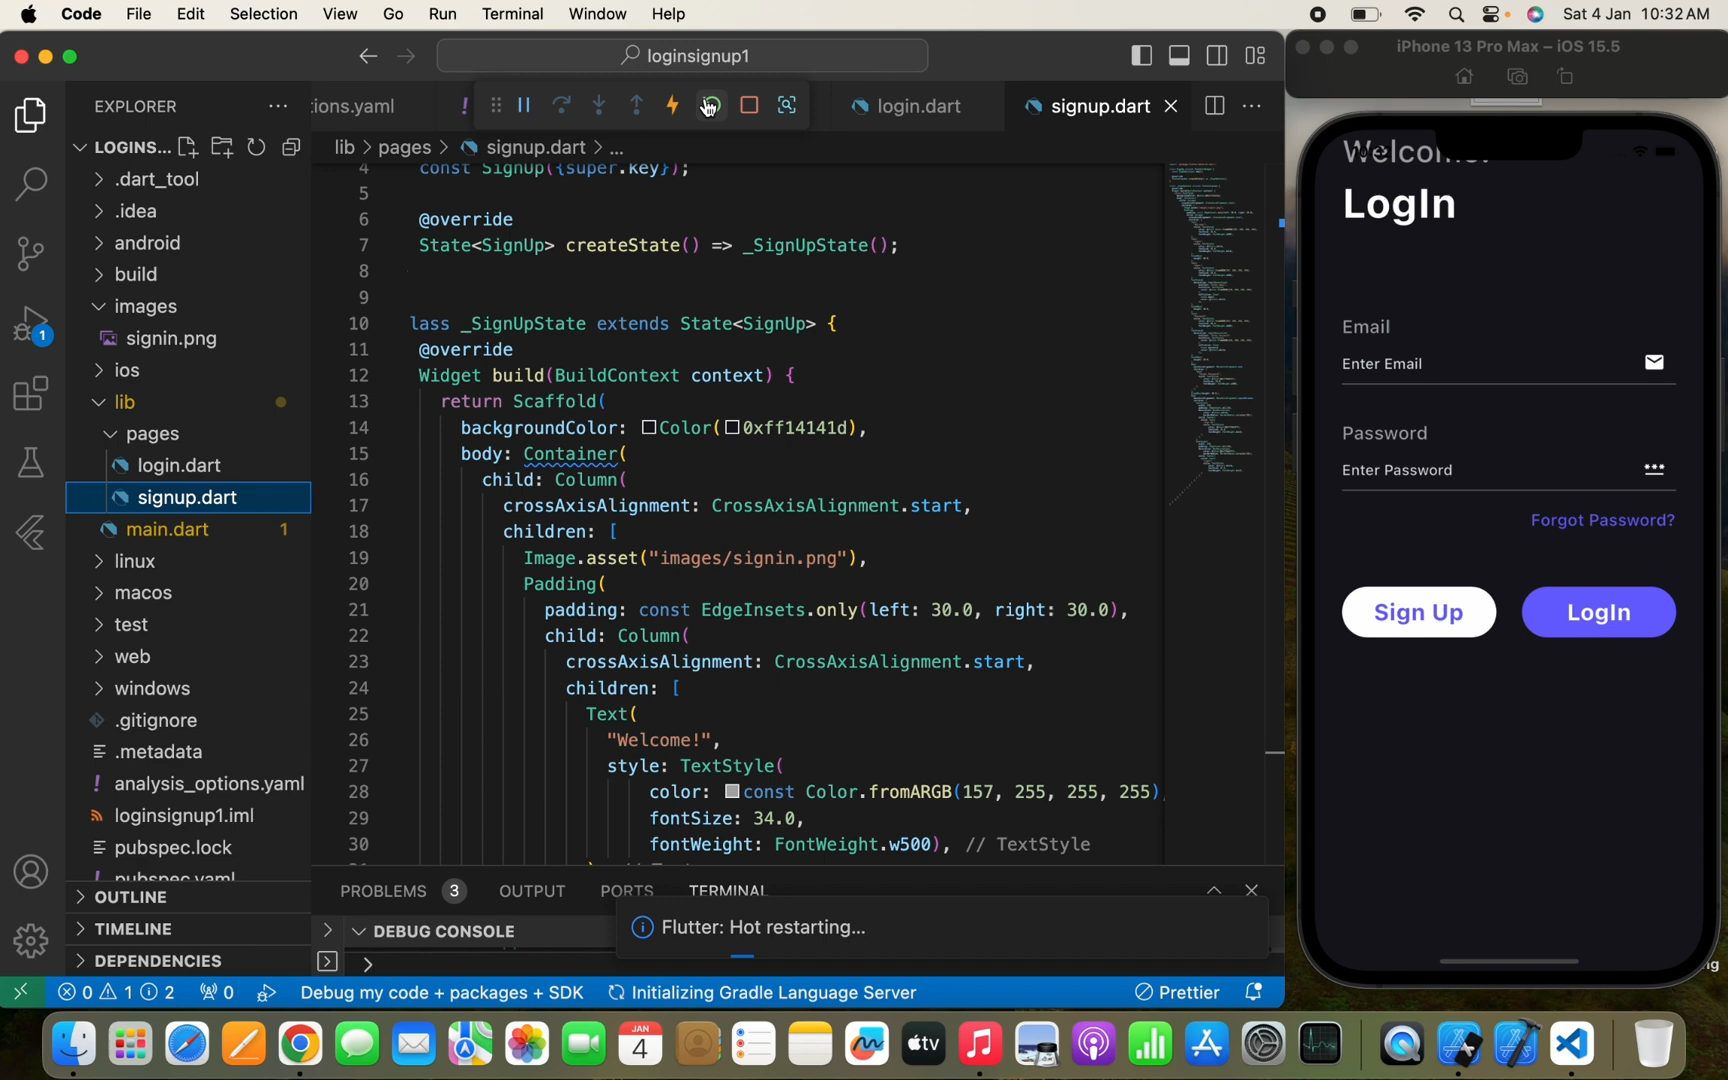 Code File Edit Selection View Go Run Terminal Window Help
Sat 4 Jan 10:32 AM
loginsignup1
EXPLORER
LOGINS...
.dart_tool
.idea
android
build
images
signin.png
ios
lib
pages
login.dart
signup.dart
main.dart 1
linux
macos
test
web
windows
.gitignore
.metadata
analysis_options.yaml
loginsignup1.iml
pubspec.lock
pubspec.yaml
OUTLINE
TIMELINE
DEPENDENCIES
1
ions.yaml
!
login.dart
signup.dart
lib > pages > signup.dart > ...
4 const SignUp({super.key});
5
6 @override
7 State<SignUp> createState() => _SignUpState();
8
9
10 lass _SignUpState extends State<SignUp> {
11 @override
12 Widget build(BuildContext context) {
13 return Scaffold(
14 backgroundColor: Color(0xff14141d),
15 body: Container(
16 child: Column(
17 crossAxisAlignment: CrossAxisAlignment.start,
18 children: [
19 Image.asset("images/signin.png"),
20 Padding(
21 padding: const EdgeInsets.only(left: 30.0, right: 30.0),
22 child: Column(
23 crossAxisAlignment: CrossAxisAlignment.start,
24 children: [
25 Text(
26 "Welcome!",
27 style: TextStyle(
28 color: const Color.fromARGB(157, 255, 255, 255),
29 fontSize: 34.0,
30 fontWeight: FontWeight.w500), // TextStyle
PROBLEMS 3 OUTPUT PORTS TERMINAL
DEBUG CONSOLE
Flutter: Hot restarting...
0 1 2 0 Debug my code + packages + SDK Initializing Gradle Language Server Prettier
iPhone 13 Pro Max – iOS 15.5
Welcome!
LogIn
Email
Enter Email
Password
Enter Password
Forgot Password?
Sign Up
LogIn
ng
JAN
4
tv